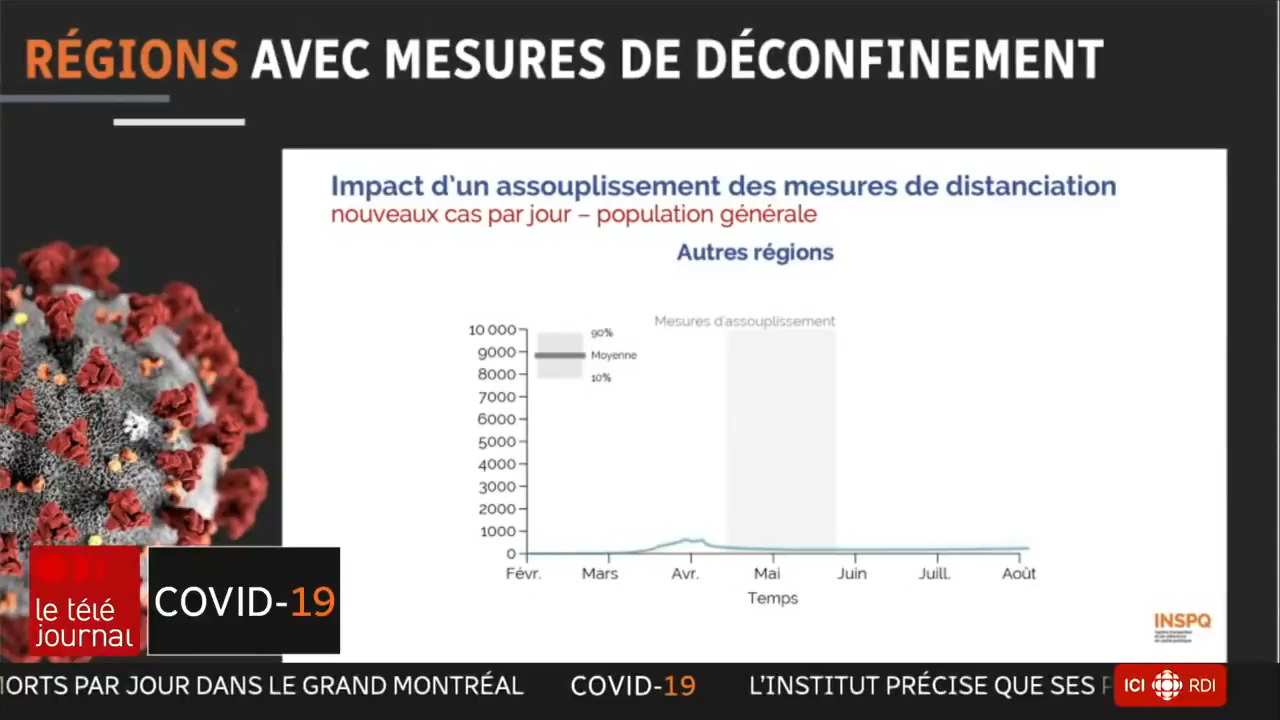 RÉGIONS AVEC MESURES DE DÉCONFINEMENT
Impact d'un assouplissement des mesures de distanciation
nouveaux cas par jour – population générale
Autres régions
Mesures d'assouplissement
10 000
9000
8000
7000
6000
5000
4000
3000
2000
1000
0
90%
Moyenne
10%
Févr.
Mars
Avr.
Mai
Juin
Juill.
Août
Temps
INSPQ
le télé
journal
COVID-19
MORTS PAR JOUR DANS LE GRAND MONTRÉAL COVID-19 L'INSTITUT PRÉCISE QUE SES
ICI RDI